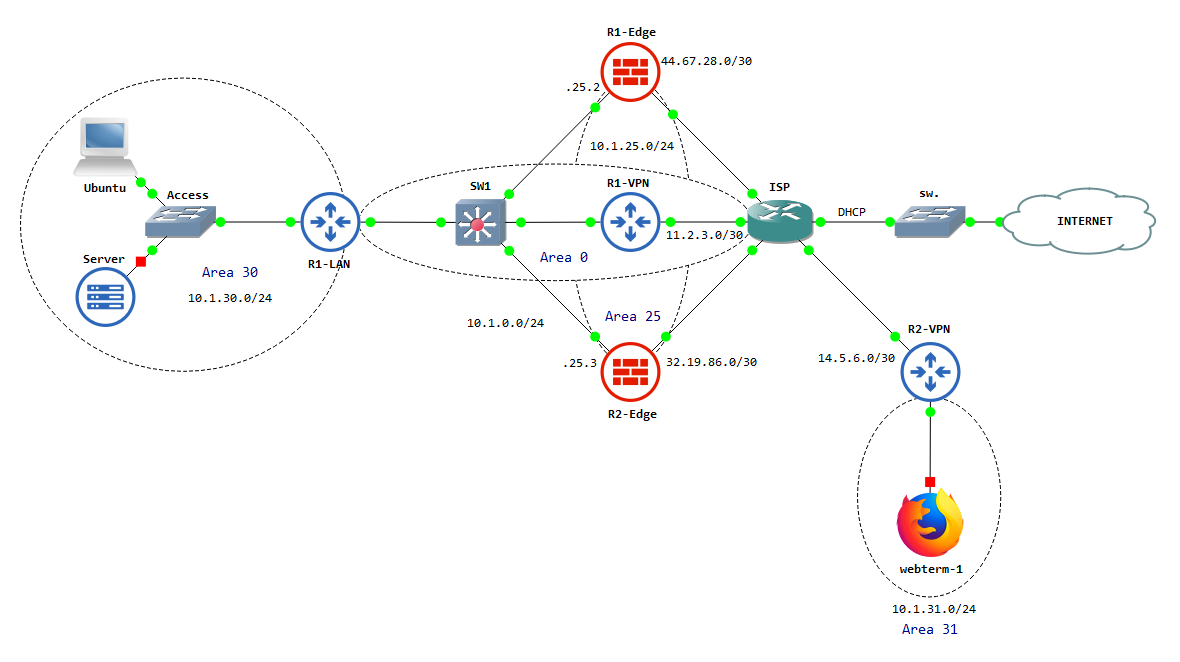 R1-Edge
44.67.28.0/30
.25.2
10.1.25.0/24
Ubuntu
Access
SW1
R1-VPN
ISP
sw.
DHCP
INTERNET
11.2.3.0/30
Server
R1-LAN
Area 30
Area 0
10.1.30.0/24
10.1.0.0/24
Area 25
R2-VPN
.25.3
32.19.86.0/30
14.5.6.0/30
R2-Edge
webterm-1
10.1.31.0/24
Area 31